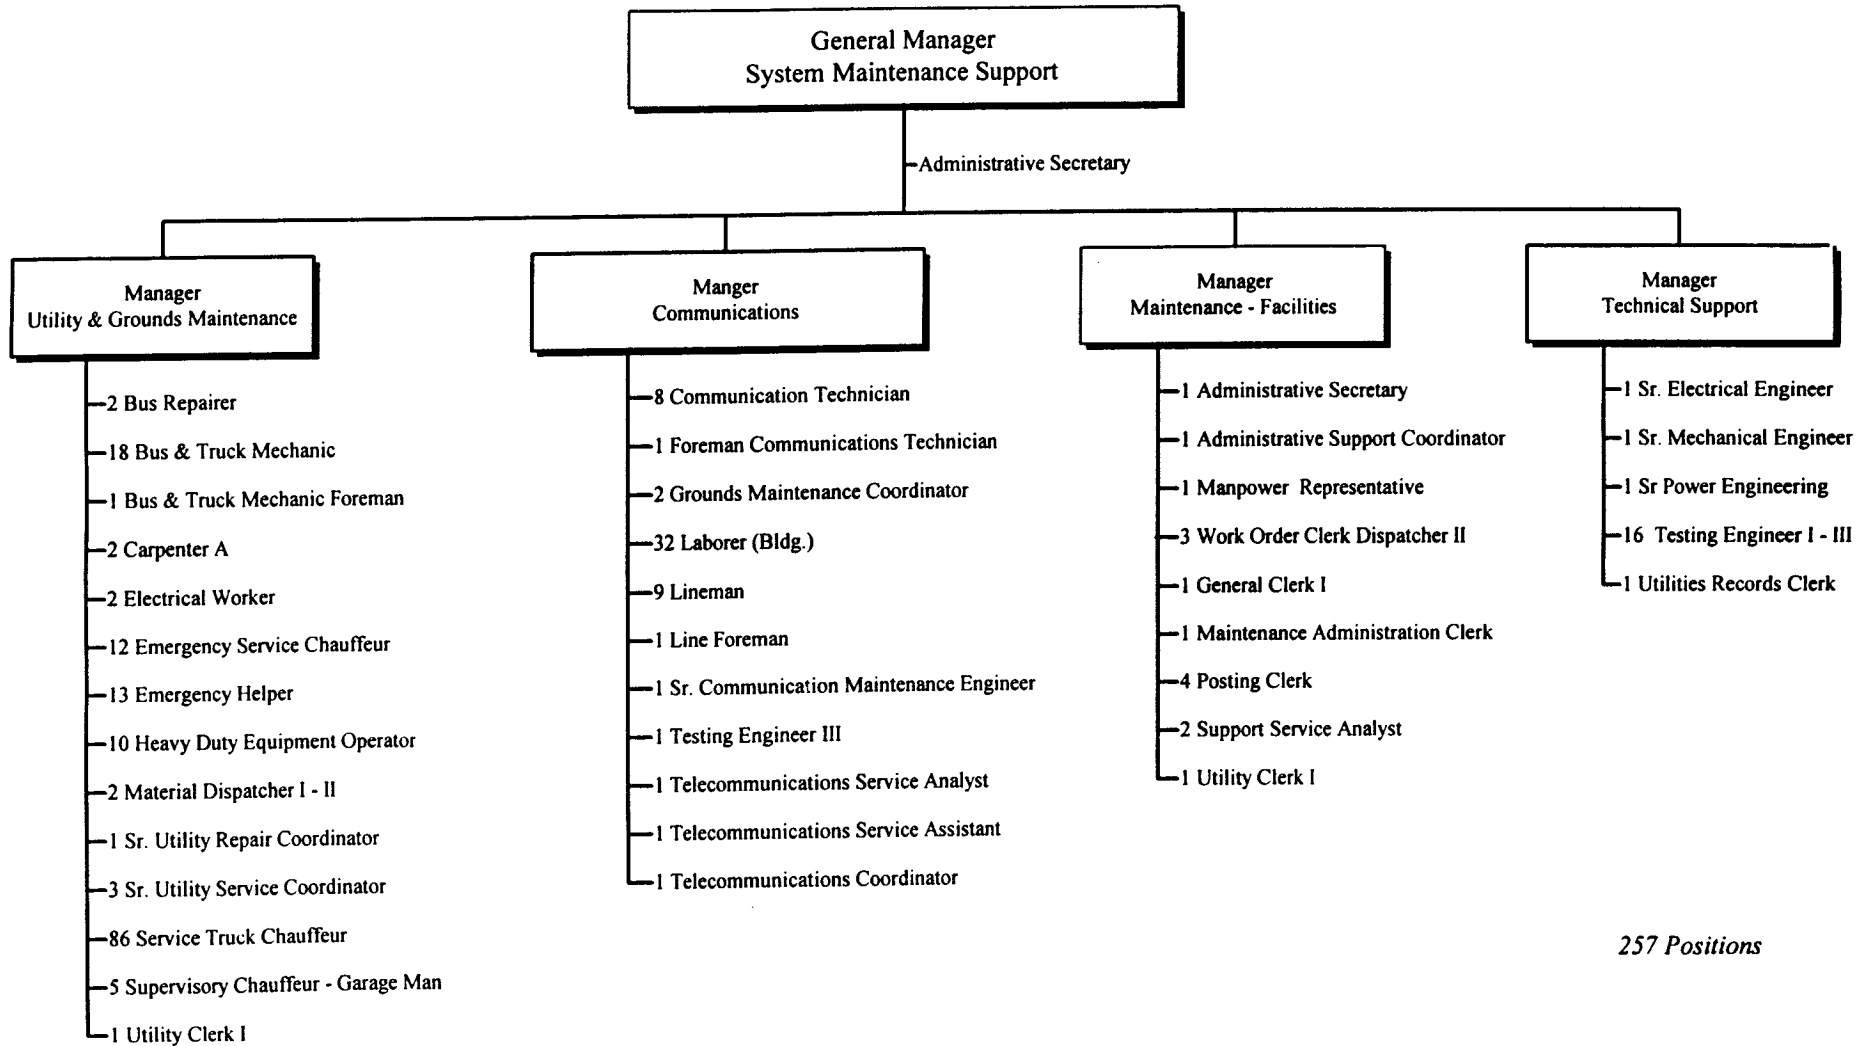 General Manager
System Maintenance Support
Administrative Secretary
Manager
Utility & Grounds Maintenance
2 Bus Repairer
18 Bus & Truck Mechanic
1 Bus & Truck Mechanic Foreman
2 Carpenter A
2 Electrical Worker
12 Emergency Service Chauffeur
13 Emergency Helper
10 Heavy Duty Equipment Operator
2 Material Dispatcher I - II
1 Sr. Utility Repair Coordinator
3 Sr. Utility Service Coordinator
86 Service Truck Chauffeur
5 Supervisory Chauffeur - Garage Man
1 Utility Clerk I
Manger
Communications
8 Communication Technician
1 Foreman Communications Technician
2 Grounds Maintenance Coordinator
32 Laborer (Bldg.)
9 Lineman
1 Line Foreman
1 Sr. Communication Maintenance Engineer
1 Testing Engineer III
1 Telecommunications Service Analyst
1 Telecommunications Service Assistant
1 Telecommunications Coordinator
Manager
Maintenance - Facilities
1 Administrative Secretary
1 Administrative Support Coordinator
1 Manpower Representative
3 Work Order Clerk Dispatcher II
1 General Clerk I
1 Maintenance Administration Clerk
4 Posting Clerk
2 Support Service Analyst
1 Utility Clerk I
Manager
Technical Support
1 Sr. Electrical Engineer
1 Sr. Mechanical Engineer
1 Sr Power Engineering
16 Testing Engineer I - III
1 Utilities Records Clerk
257 Positions